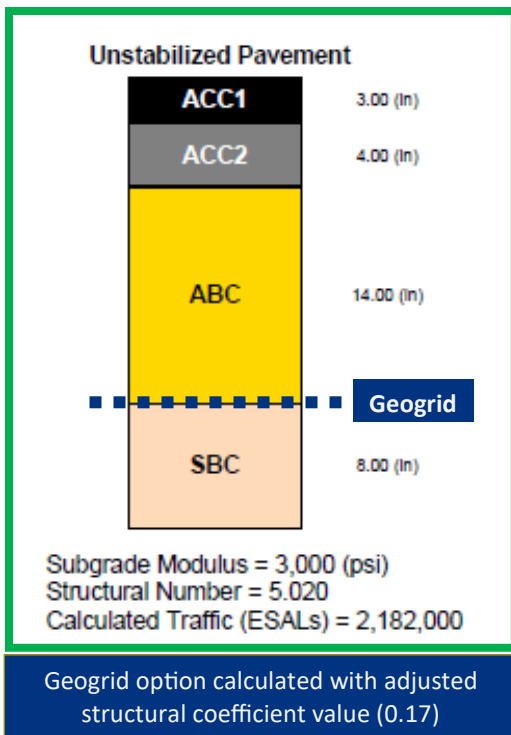 Unstabilized Pavement
ACC1
3.00 (in)
ACC2
4.00 (in)
ABC
14.00 (in)
Geogrid
SBC
8.00 (in)
Subgrade Modulus = 3,000 (psi)
Structural Number = 5.020
Calculated Traffic (ESALs) = 2,182,000
Geogrid option calculated with adjusted
structural coefficient value (0.17)